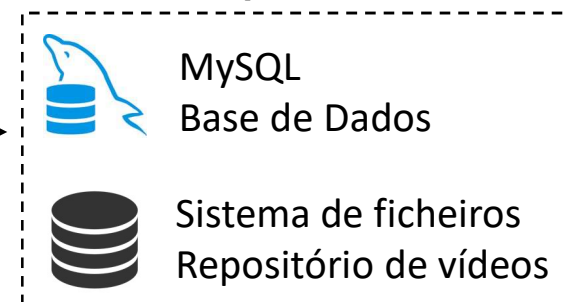 MySQL
Base de Dados
Sistema de ficheiros
Repositório de vídeos